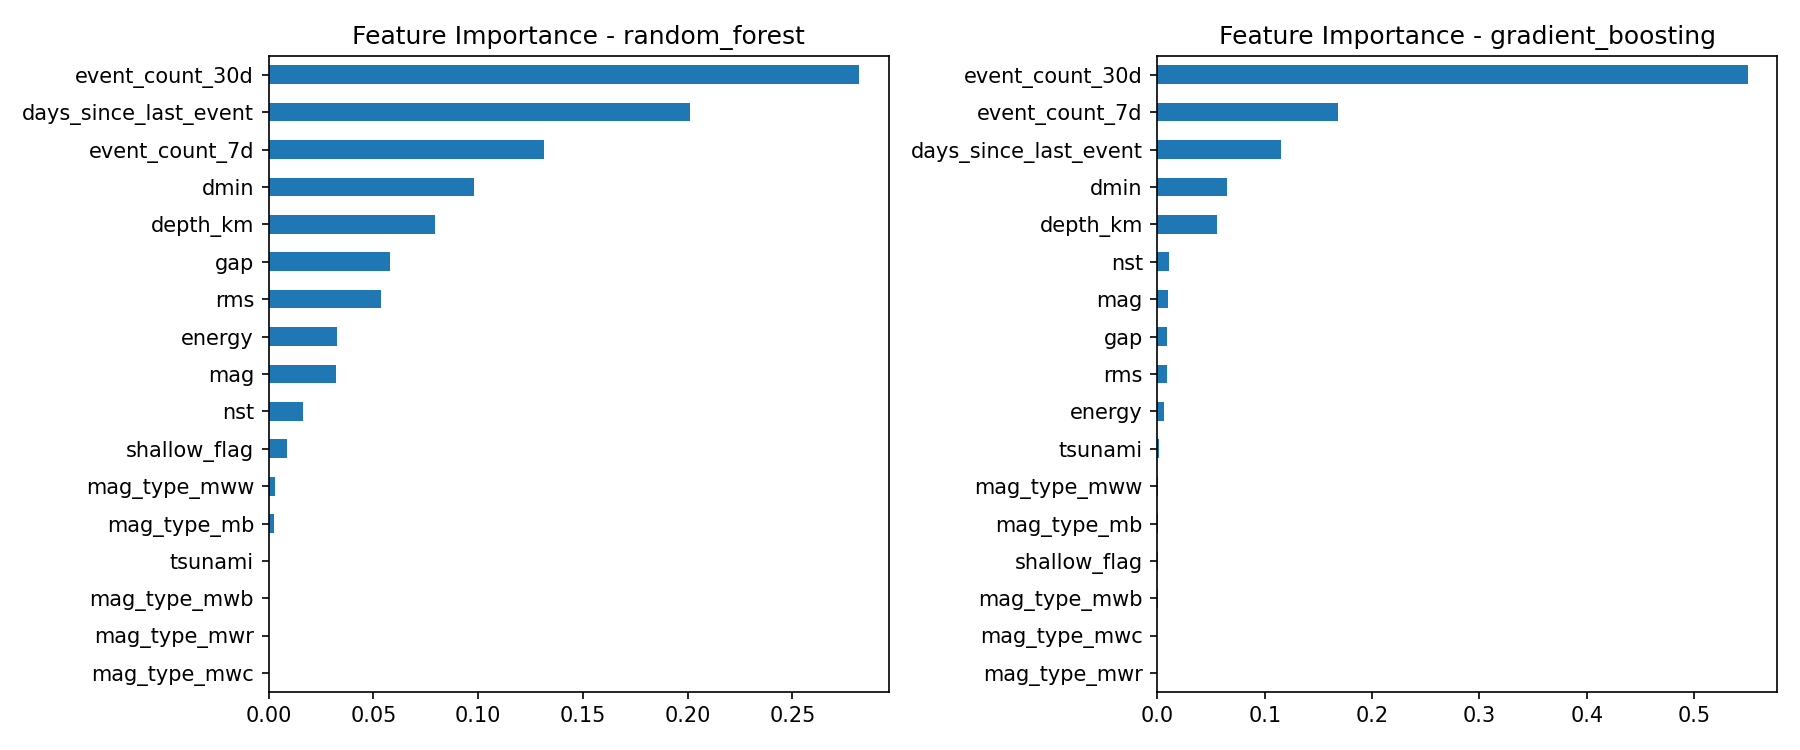 Feature Importance - random_forest
event_count_30d
days_since_last_event
event_count_7d
dmin
depth_km
gap
rms
energy
mag
nst
shallow_flag
mag_type_mww
mag_type_mb
tsunami
mag_type_mwb
mag_type_mwr
mag_type_mwc
0.00 0.05 0.10 0.15 0.20 0.25
Feature Importance - gradient_boosting
event_count_30d
event_count_7d
days_since_last_event
dmin
depth_km
nst
mag
gap
rms
energy
tsunami
mag_type_mww
mag_type_mb
shallow_flag
mag_type_mwb
mag_type_mwc
mag_type_mwr
0.0 0.1 0.2 0.3 0.4 0.5